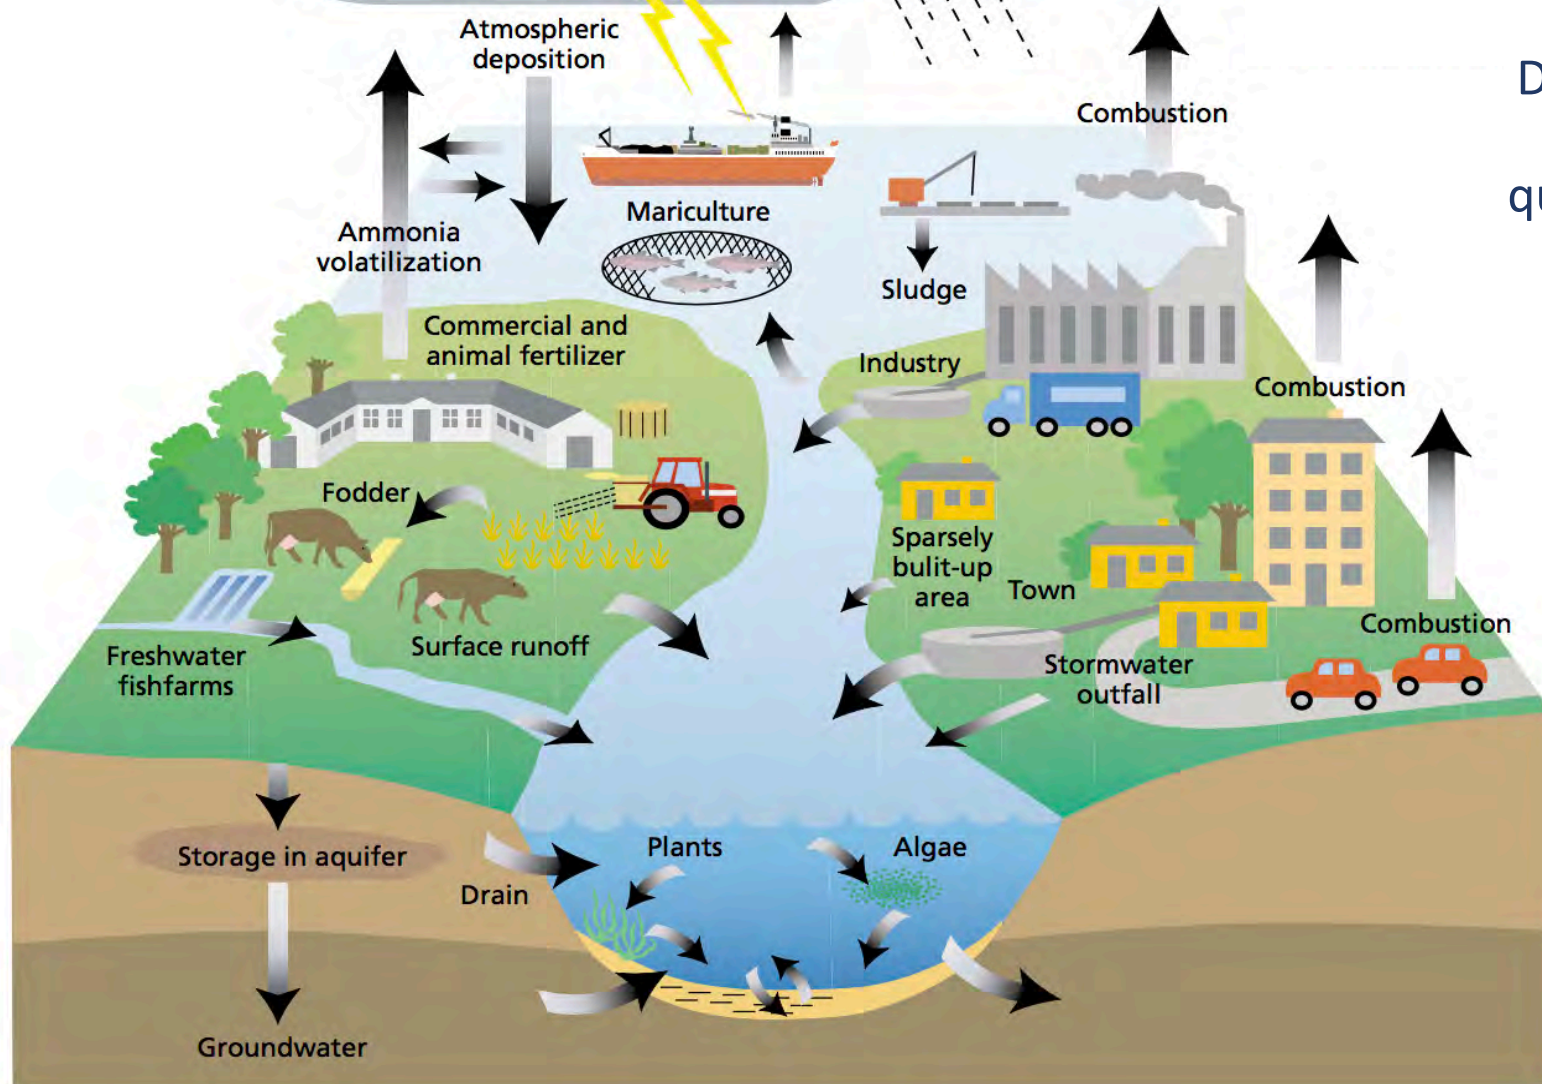 Atmospheric
deposition
Combustion
D
qu
Mariculture
Ammonia
volatilization
Sludge
Commercial and
animal fertilizer
Industry
Combustion
Fodder
Sparsely
bulit-up
area
Town
Combustion
Surface runoff
Freshwater
fishfarms
Stormwater
outfall
Storage in aquifer
Plants
Algae
Drain
Groundwater